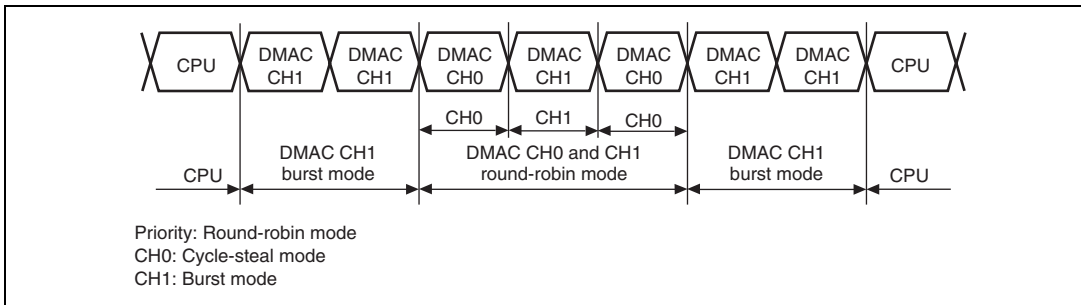 CPU DMAC CH1 DMAC CH1 DMAC CH0 DMAC CH1 DMAC CH0 DMAC CH1 DMAC CH1 CPU
CH0 CH1 CH0
CPU DMAC CH1 burst mode DMAC CH0 and CH1 round-robin mode DMAC CH1 burst mode CPU
Priority: Round-robin mode
CH0: Cycle-steal mode
CH1: Burst mode